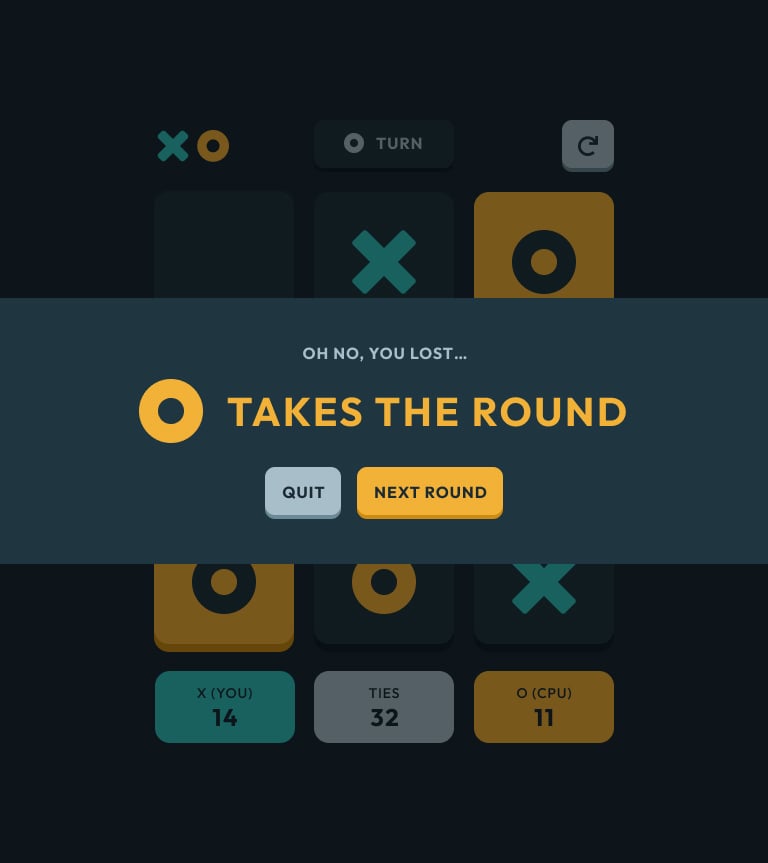 TURN
OH NO, YOU LOST…
TAKES THE ROUND
QUIT
NEXT ROUND
X (YOU)
14
TIES
32
O (CPU)
11